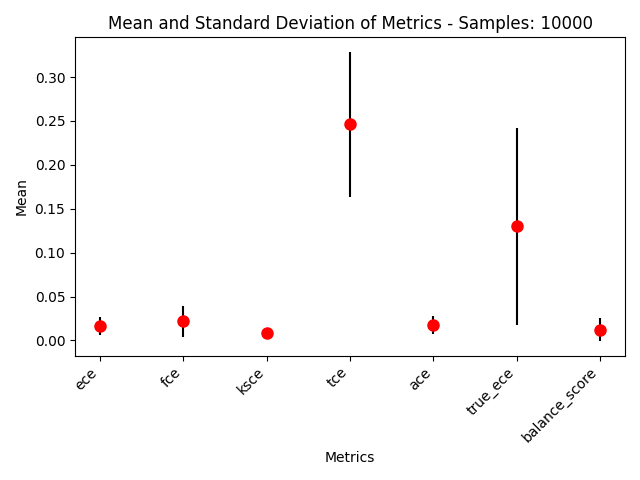 Mean and Standard Deviation of Metrics - Samples: 10000
Mean
0.30
0.25
0.20
0.15
0.10
0.05
0.00
ece
fce
ksce
tce
ace
true_ece
balance_score
Metrics